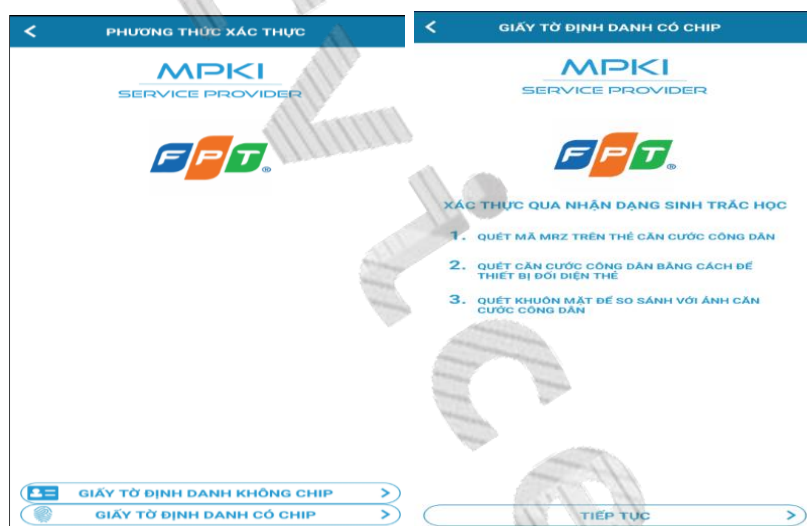 PHƯƠNG THỨC XÁC THỰC
MPKI
SERVICE PROVIDER
FPT®
GIẤY TỜ ĐỊNH DANH KHÔNG CHIP
GIẤY TỜ ĐỊNH DANH CÓ CHIP
GIẤY TỜ ĐỊNH DANH CÓ CHIP
MPKI
SERVICE PROVIDER
FPT®
XÁC THỰC QUA NHẬN DẠNG SINH TRẮC HỌC
1. QUÉT MÃ MRZ TRÊN THẺ CĂN CƯỚC CÔNG DÂN
2. QUÉT CĂN CƯỚC CÔNG DÂN BẰNG CÁCH ĐỂ
THIẾT BỊ ĐỐI DIỆN THẺ
3. QUÉT KHUÔN MẶT ĐỂ SO SÁNH VỚI ẢNH CĂN
CƯỚC CÔNG DÂN
TIẾP TỤC